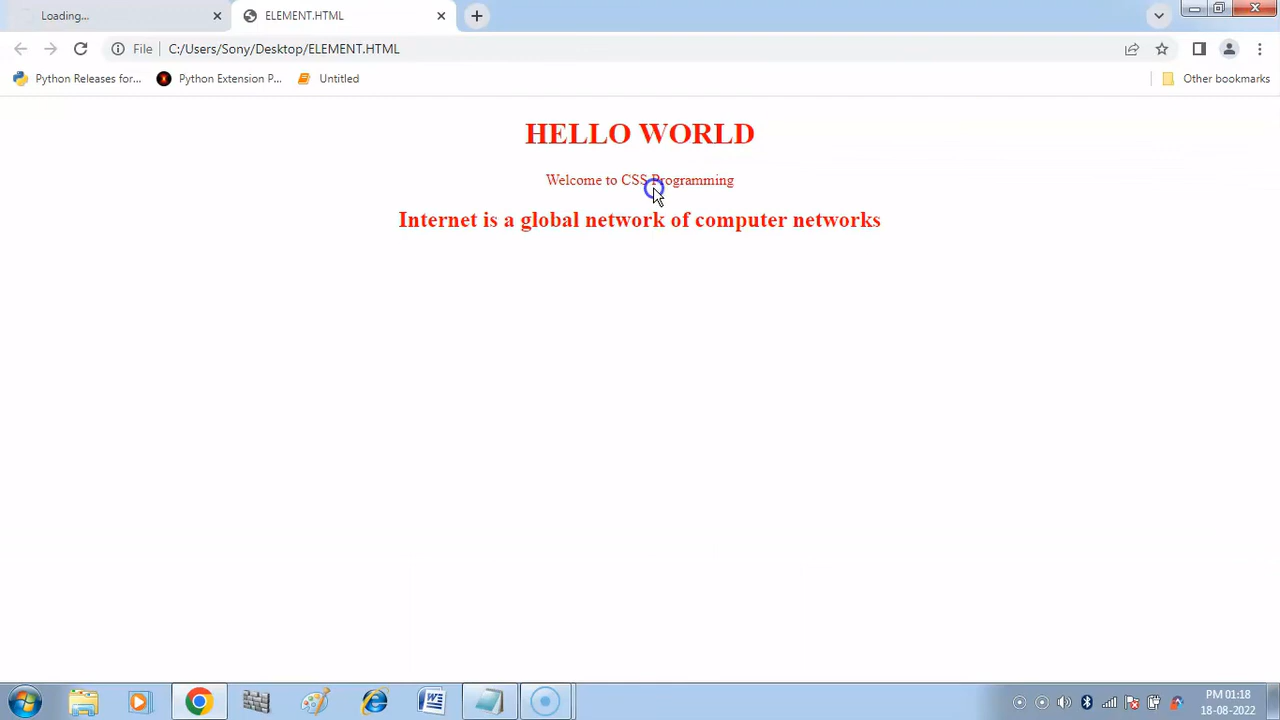 Loading...
ELEMENT.HTML
File
C:/Users/Sony/Desktop/ELEMENT.HTML
Python Releases for...
Python Extension P...
Untitled
Other bookmarks
HELLO WORLD
Welcome to CSS Programming
Internet is a global network of computer networks
PM 01:18
18-08-2022